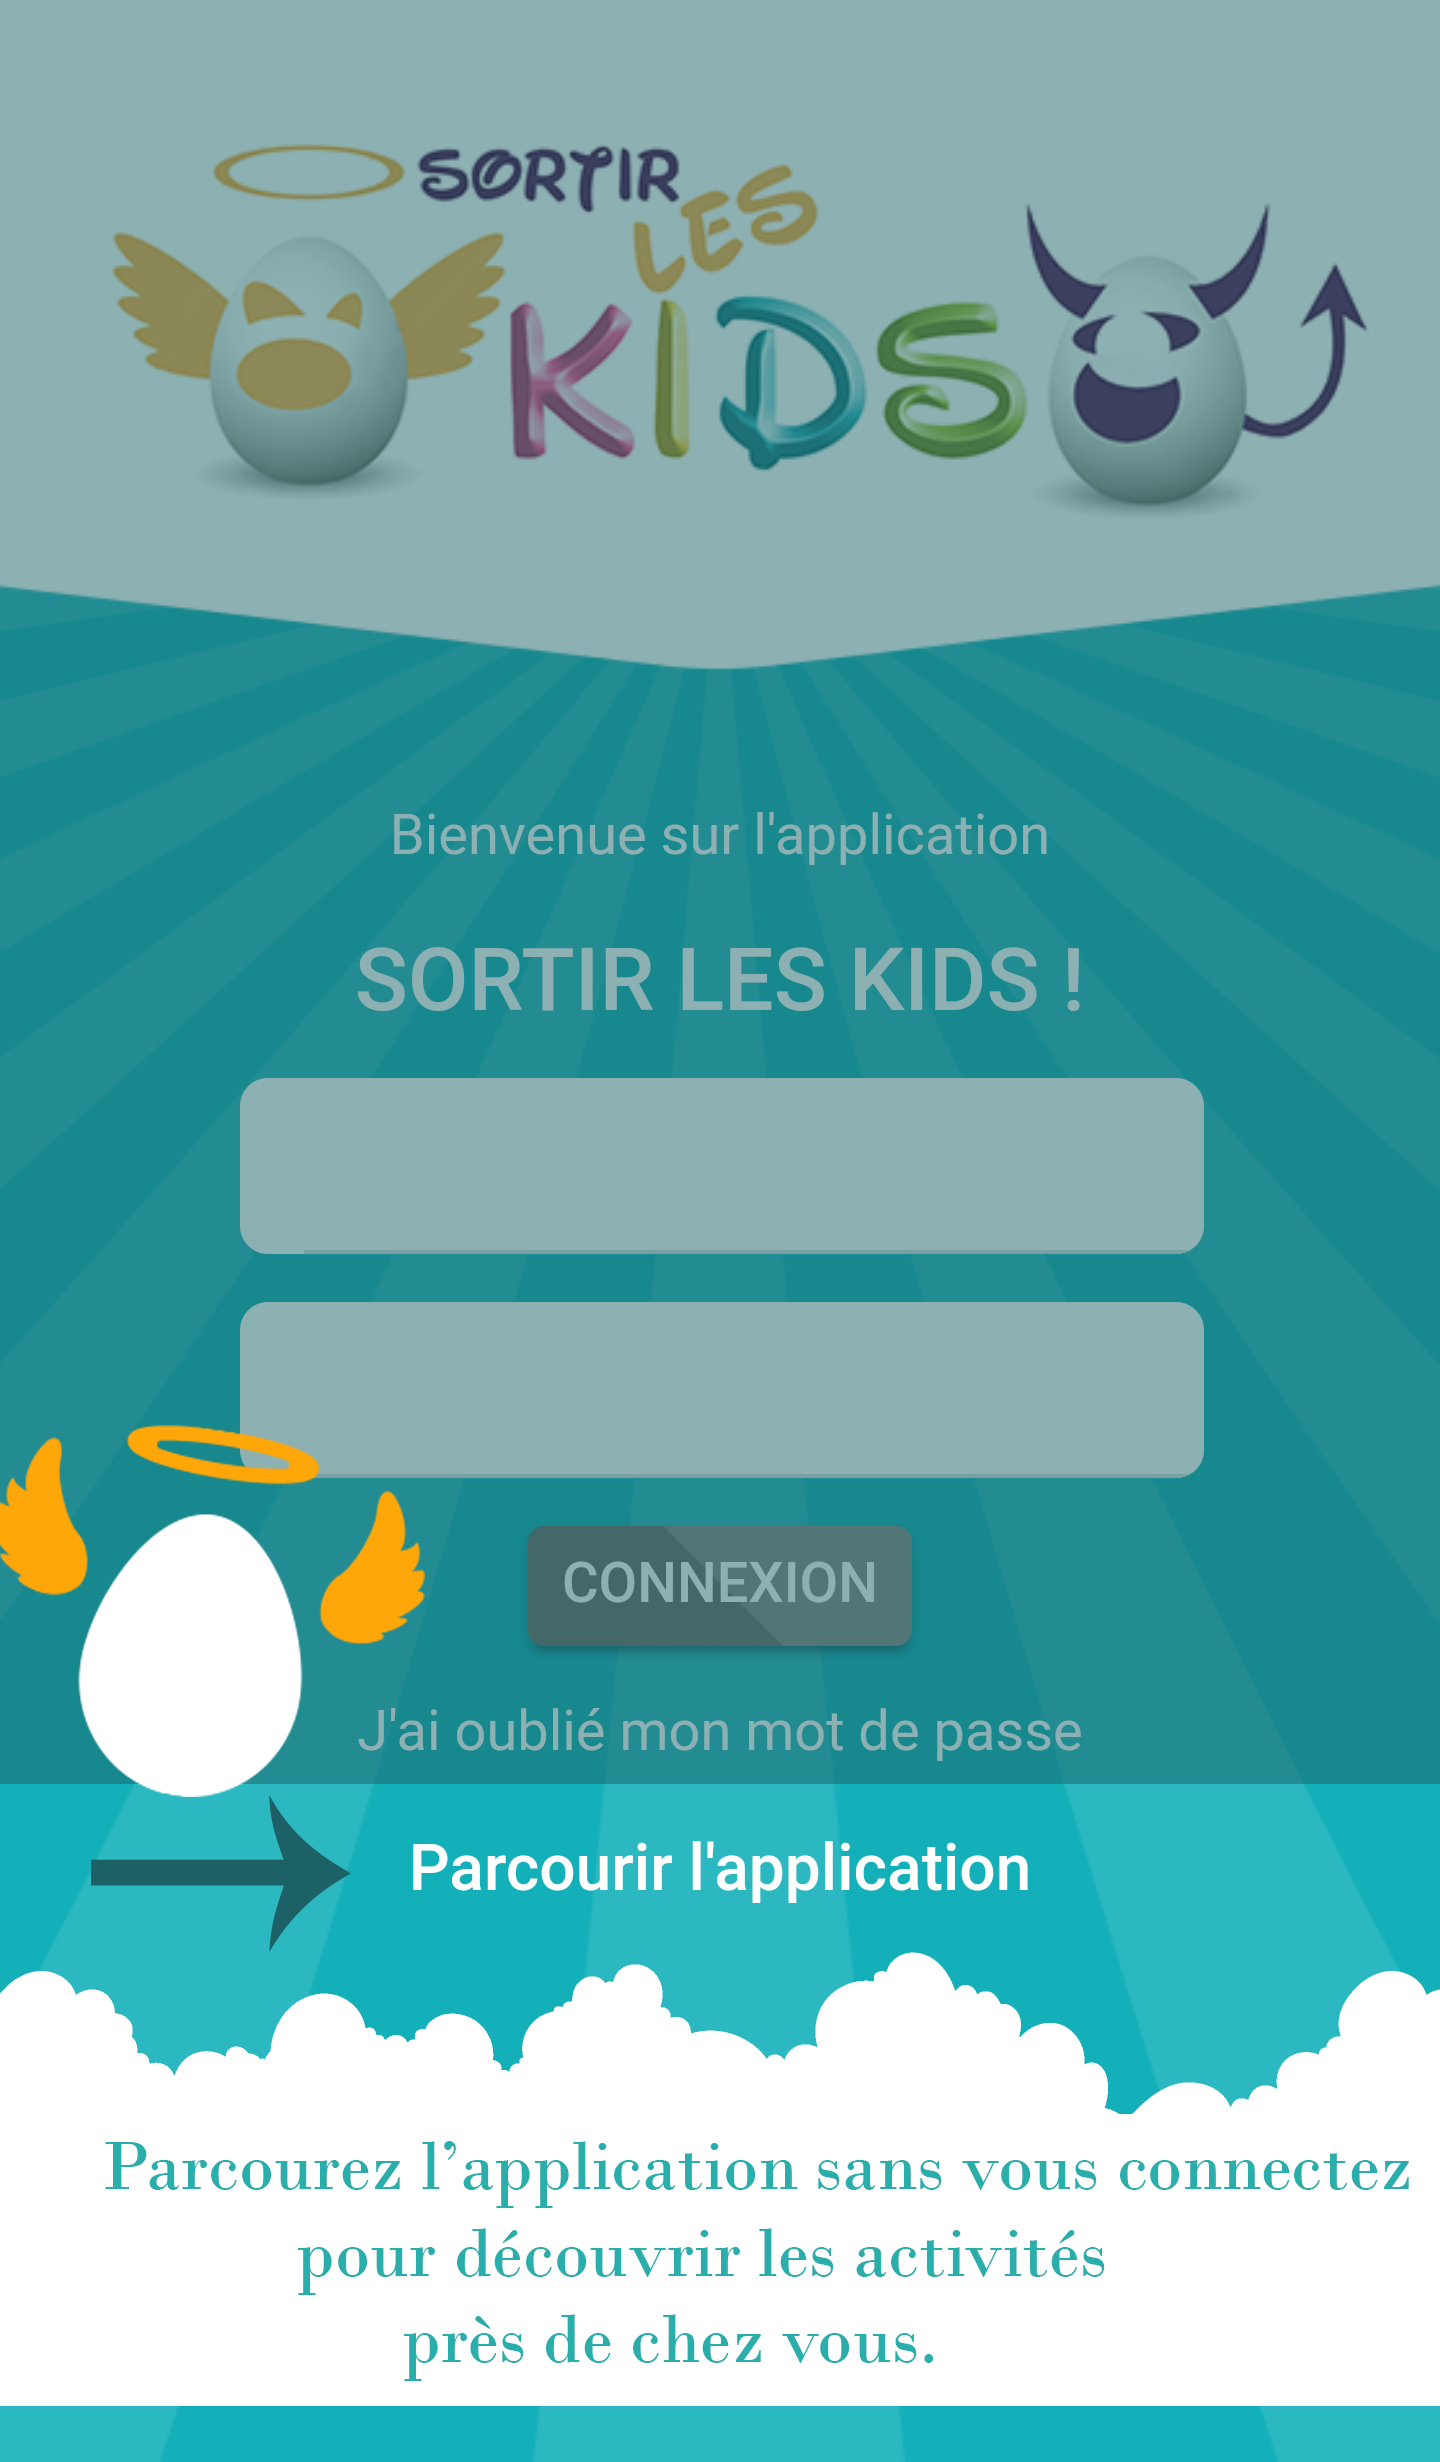 SORTIR
LES
KIDS
Bienvenue sur l'application
SORTIR LES KIDS !
CONNEXION
J'ai oublié mon mot de passe
Parcourir l'application
Parcourez l’application sans vous connectez
pour découvrir les activités
près de chez vous.